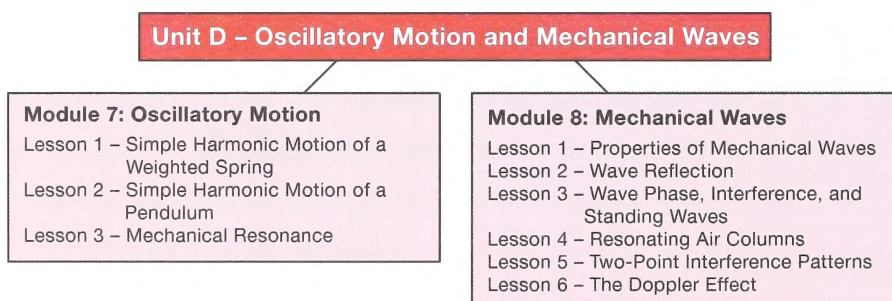 Unit D – Oscillatory Motion and Mechanical Waves
Module 7: Oscillatory Motion
Lesson 1 – Simple Harmonic Motion of a
Weighted Spring
Lesson 2 – Simple Harmonic Motion of a
Pendulum
Lesson 3 – Mechanical Resonance
Module 8: Mechanical Waves
Lesson 1 – Properties of Mechanical Waves
Lesson 2 – Wave Reflection
Lesson 3 – Wave Phase, Interference, and
Standing Waves
Lesson 4 – Resonating Air Columns
Lesson 5 – Two-Point Interference Patterns
Lesson 6 – The Doppler Effect